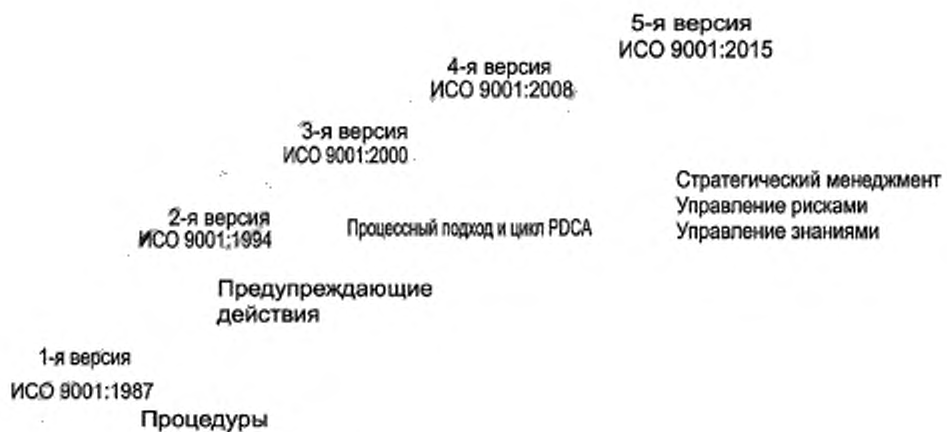 5-я версия
ИСО 9001:2015
4-я версия
ИСО 9001:2008
3-я версия
ИСО 9001:2000
Стратегический менеджмент
Управление рисками
Управление знаниями
2-я версия
ИСО 9001:1994
Процессный подход и цикл PDCA
Предупреждающие
действия
1-я версия
ИСО 9001:1987
Процедуры